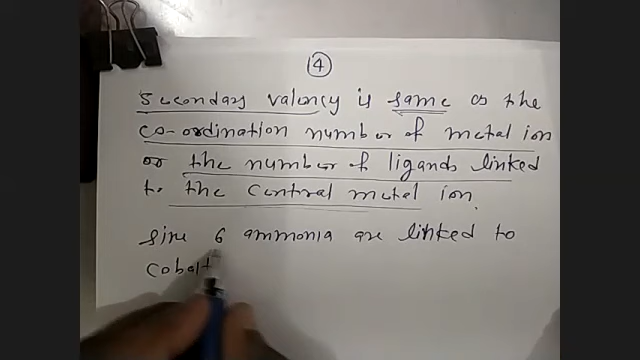 4
Secondary valency is same as the
co-ordination number of metal ion
or the number of ligands linked
to the central metal ion.
Sine 6 ammonia are linked to
cobalt